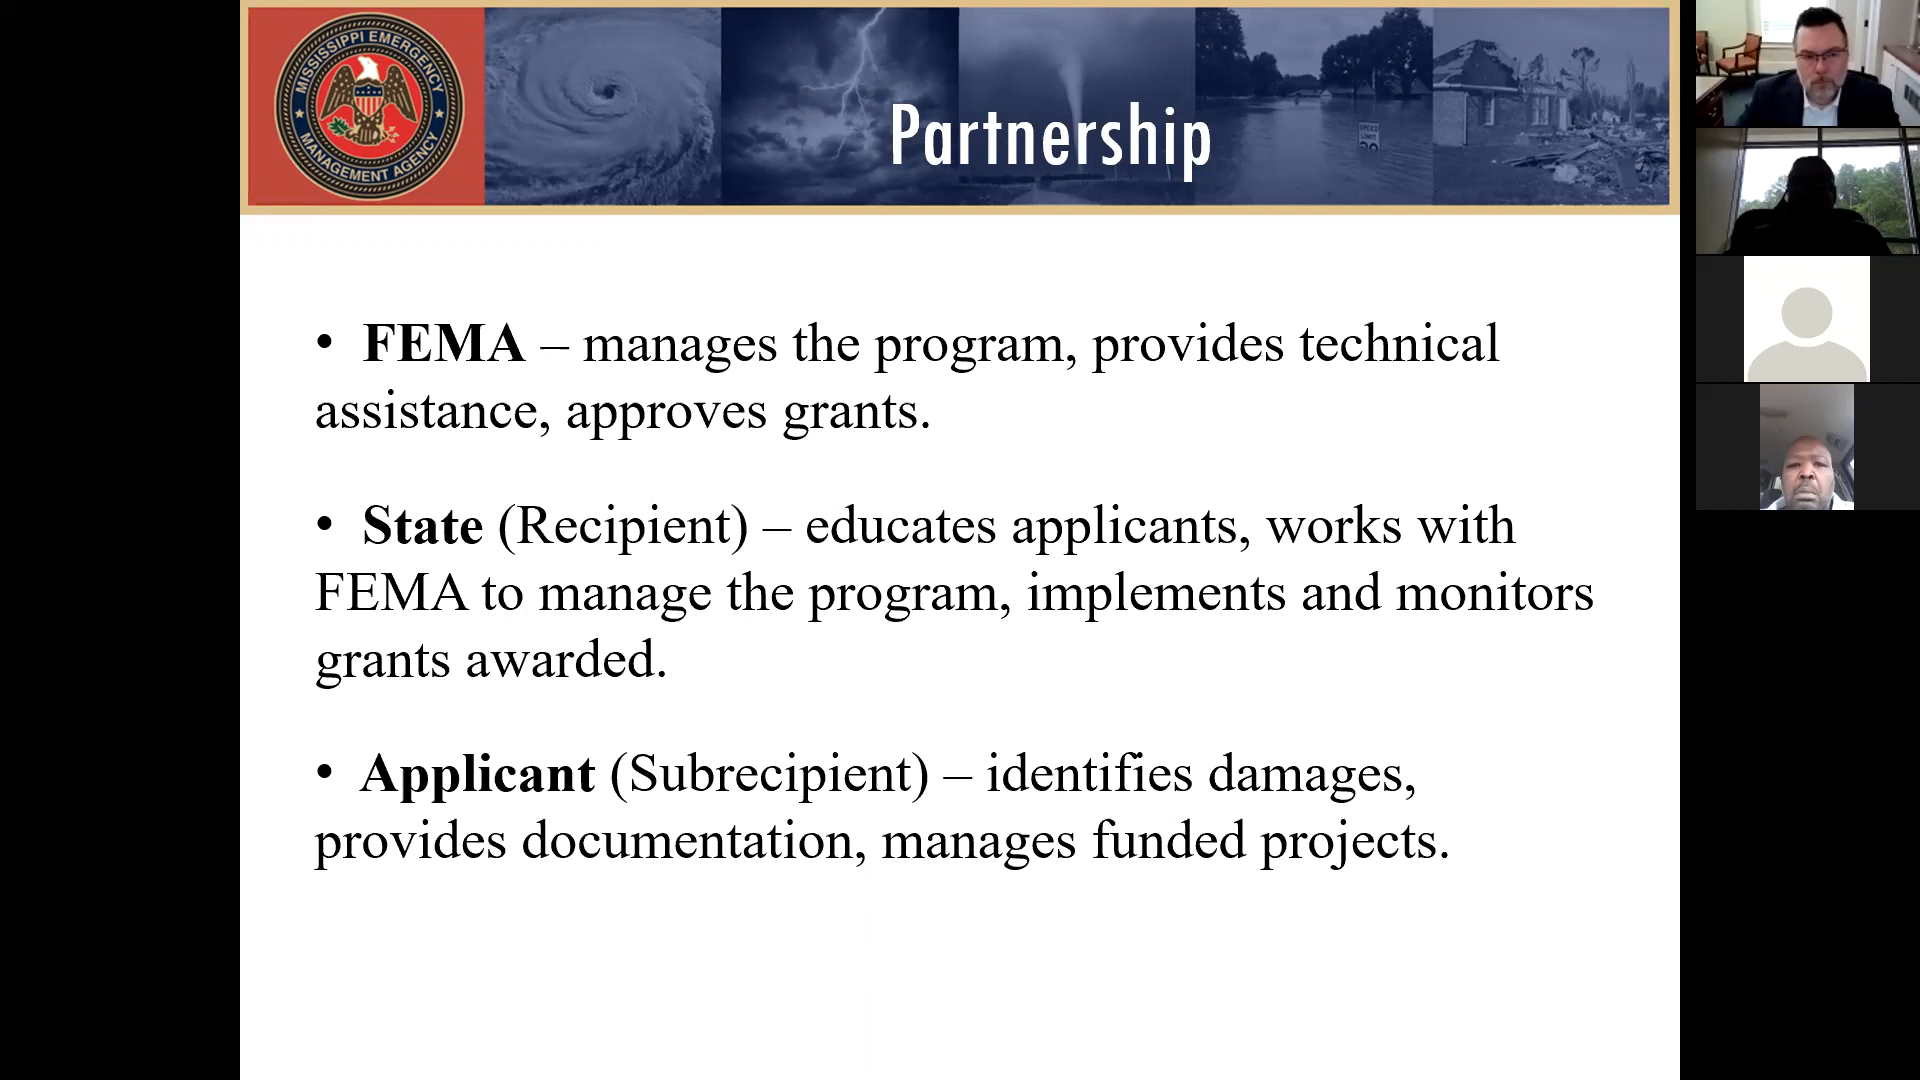 MISSISSIPPI EMERGENCY
MANAGEMENT AGENCY
Partnership
SPEED
LIMIT
• FEMA – manages the program, provides technical
assistance, approves grants.
• State (Recipient) – educates applicants, works with
FEMA to manage the program, implements and monitors
grants awarded.
• Applicant (Subrecipient) – identifies damages,
provides documentation, manages funded projects.